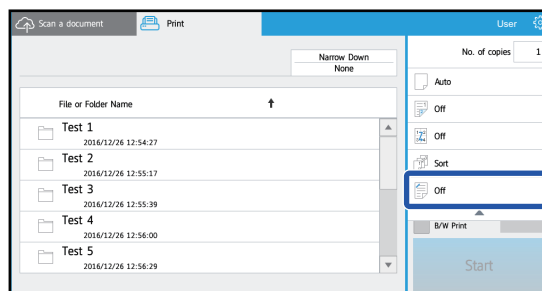 Scan a document
Print
User
No. of copies 1
Narrow Down
None
Auto
File or Folder Name
Off
Test 1
2016/12/26 12:54:27
Off
Test 2
2016/12/26 12:55:17
Sort
Test 3
2016/12/26 12:55:39
Off
Test 4
2016/12/26 12:56:00
B/W Print
Test 5
2016/12/26 12:56:29
Start